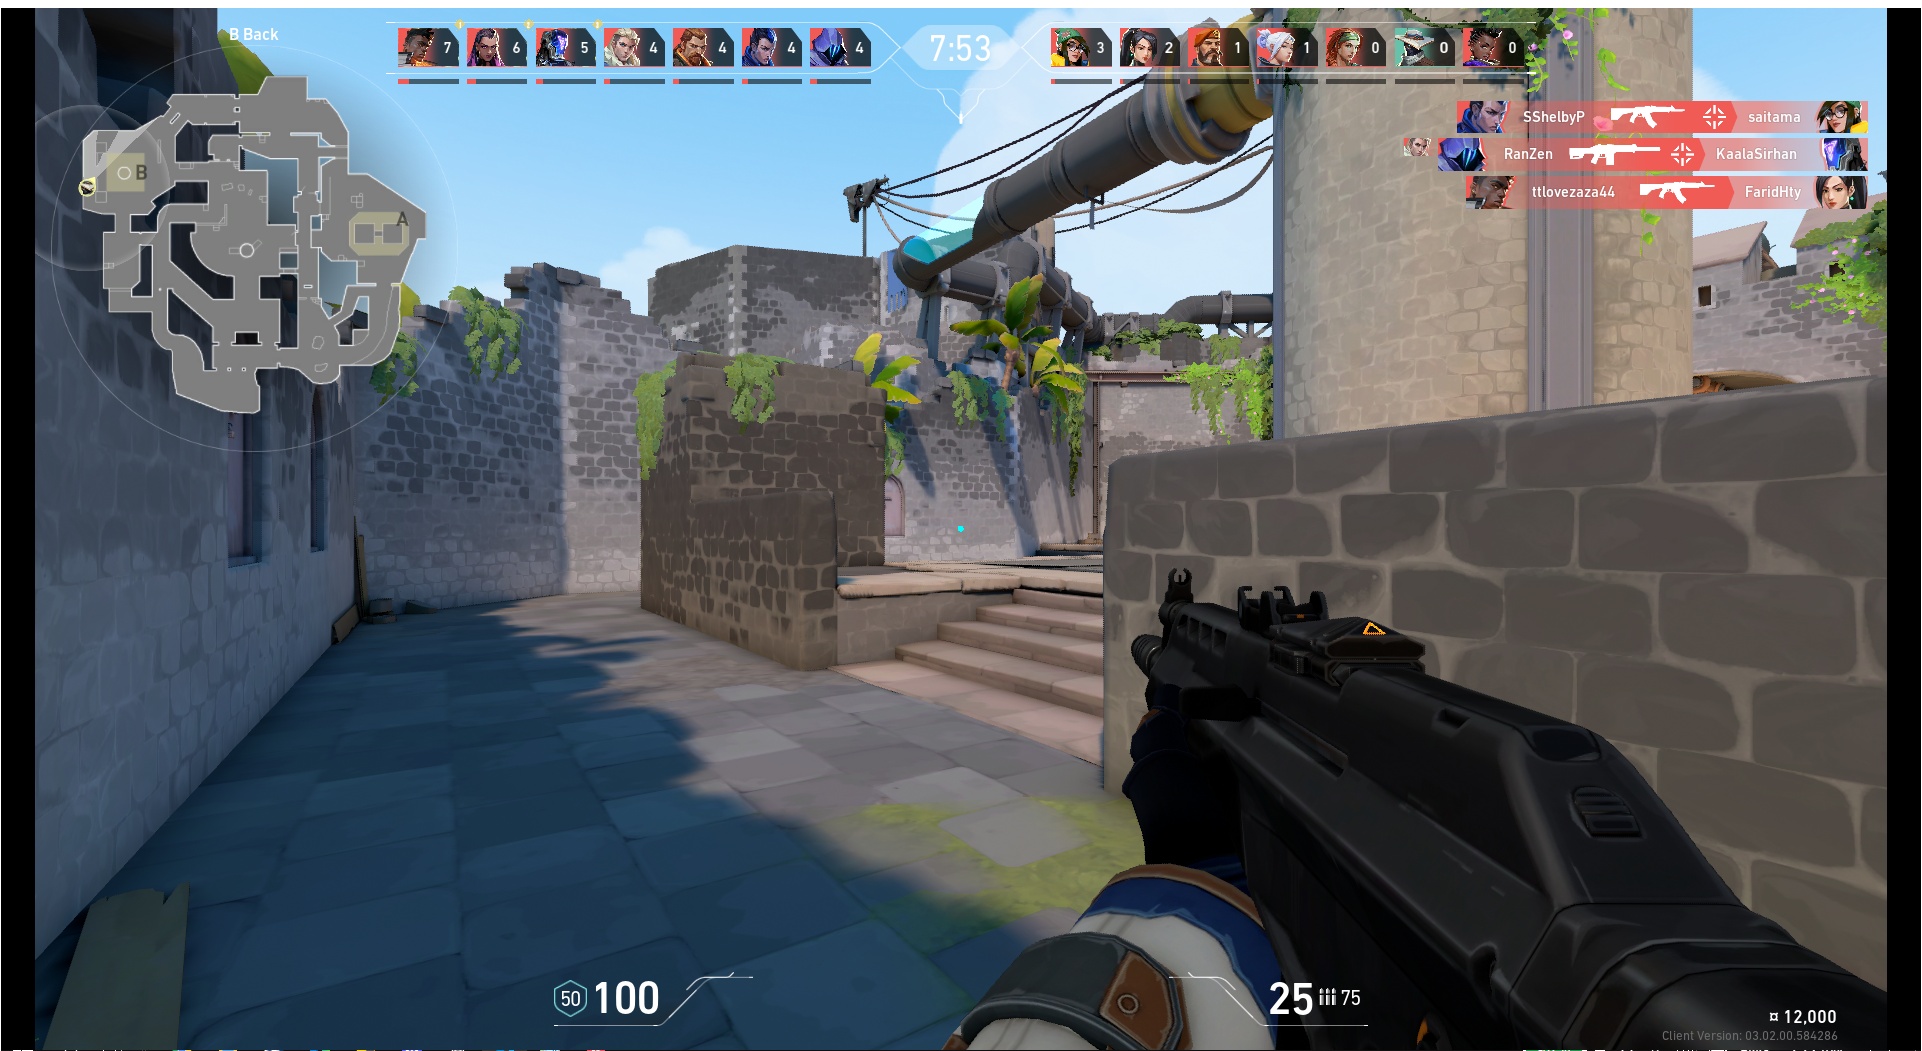 B Back
7 6 5 4 4 4 4
7:53
3 2 1 1 0 0 0
SShelbyP saitama
RanZen KaalaSirhan
ttlovezaza44 FaridHty
B
A
50 100
25 75
¤ 12,000
Client Version: 03.02.00.584286